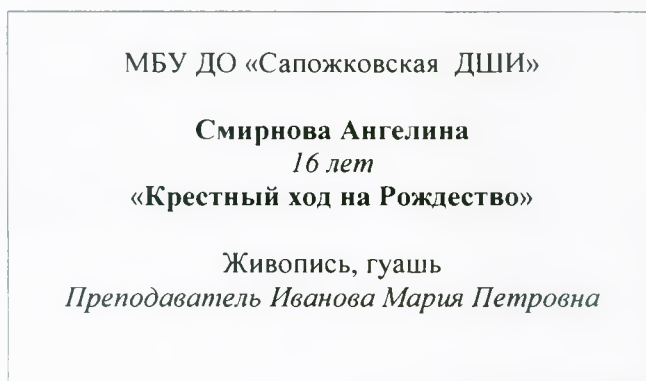 МБУ ДО «Сапожковская ДШИ»
Смирнова Ангелина
16 лет
«Крестный ход на Рождество»
Живопись, гуашь
Преподаватель Иванова Мария Петровна